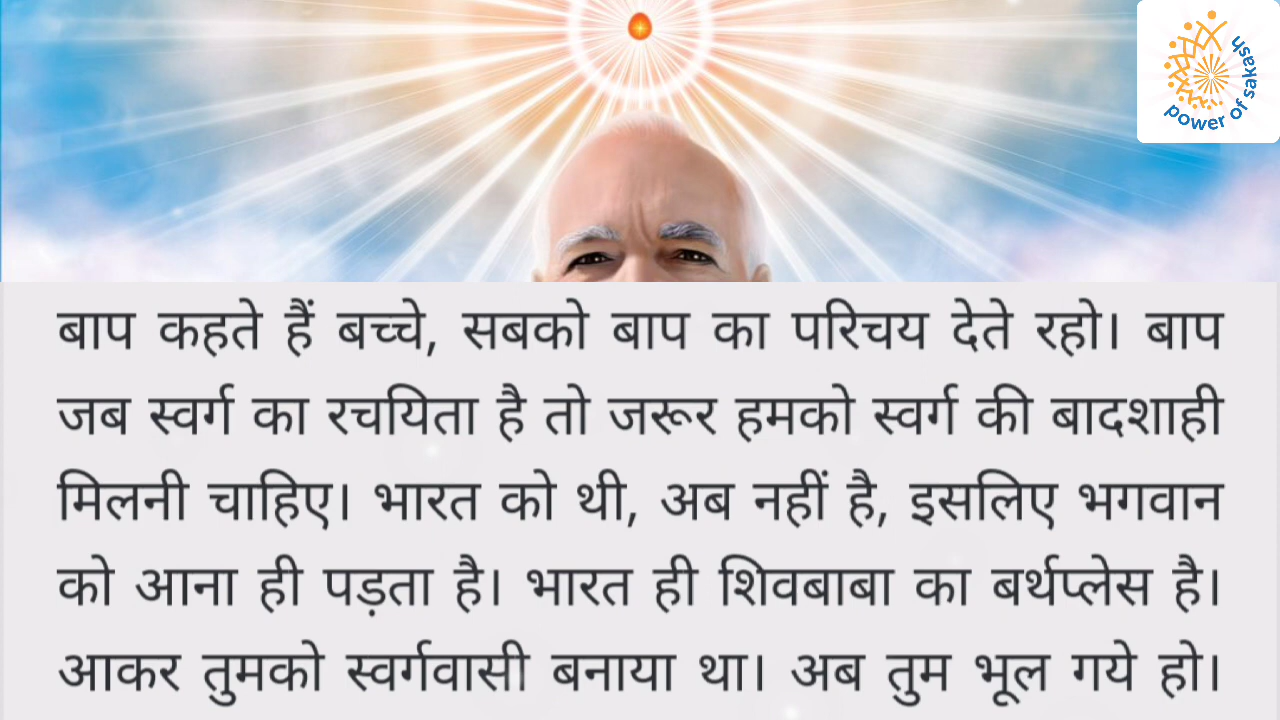 power of sakash
बाप कहते हैं बच्चे, सबको बाप का परिचय देते रहो। बाप
जब स्वर्ग का रचयिता है तो जरूर हमको स्वर्ग की बादशाही
मिलनी चाहिए। भारत को थी, अब नहीं है, इसलिए भगवान
को आना ही पड़ता है। भारत ही शिवबाबा का बर्थप्लेस है।
आकर तुमको स्वर्गवासी बनाया था। अब तुम भूल गये हो।